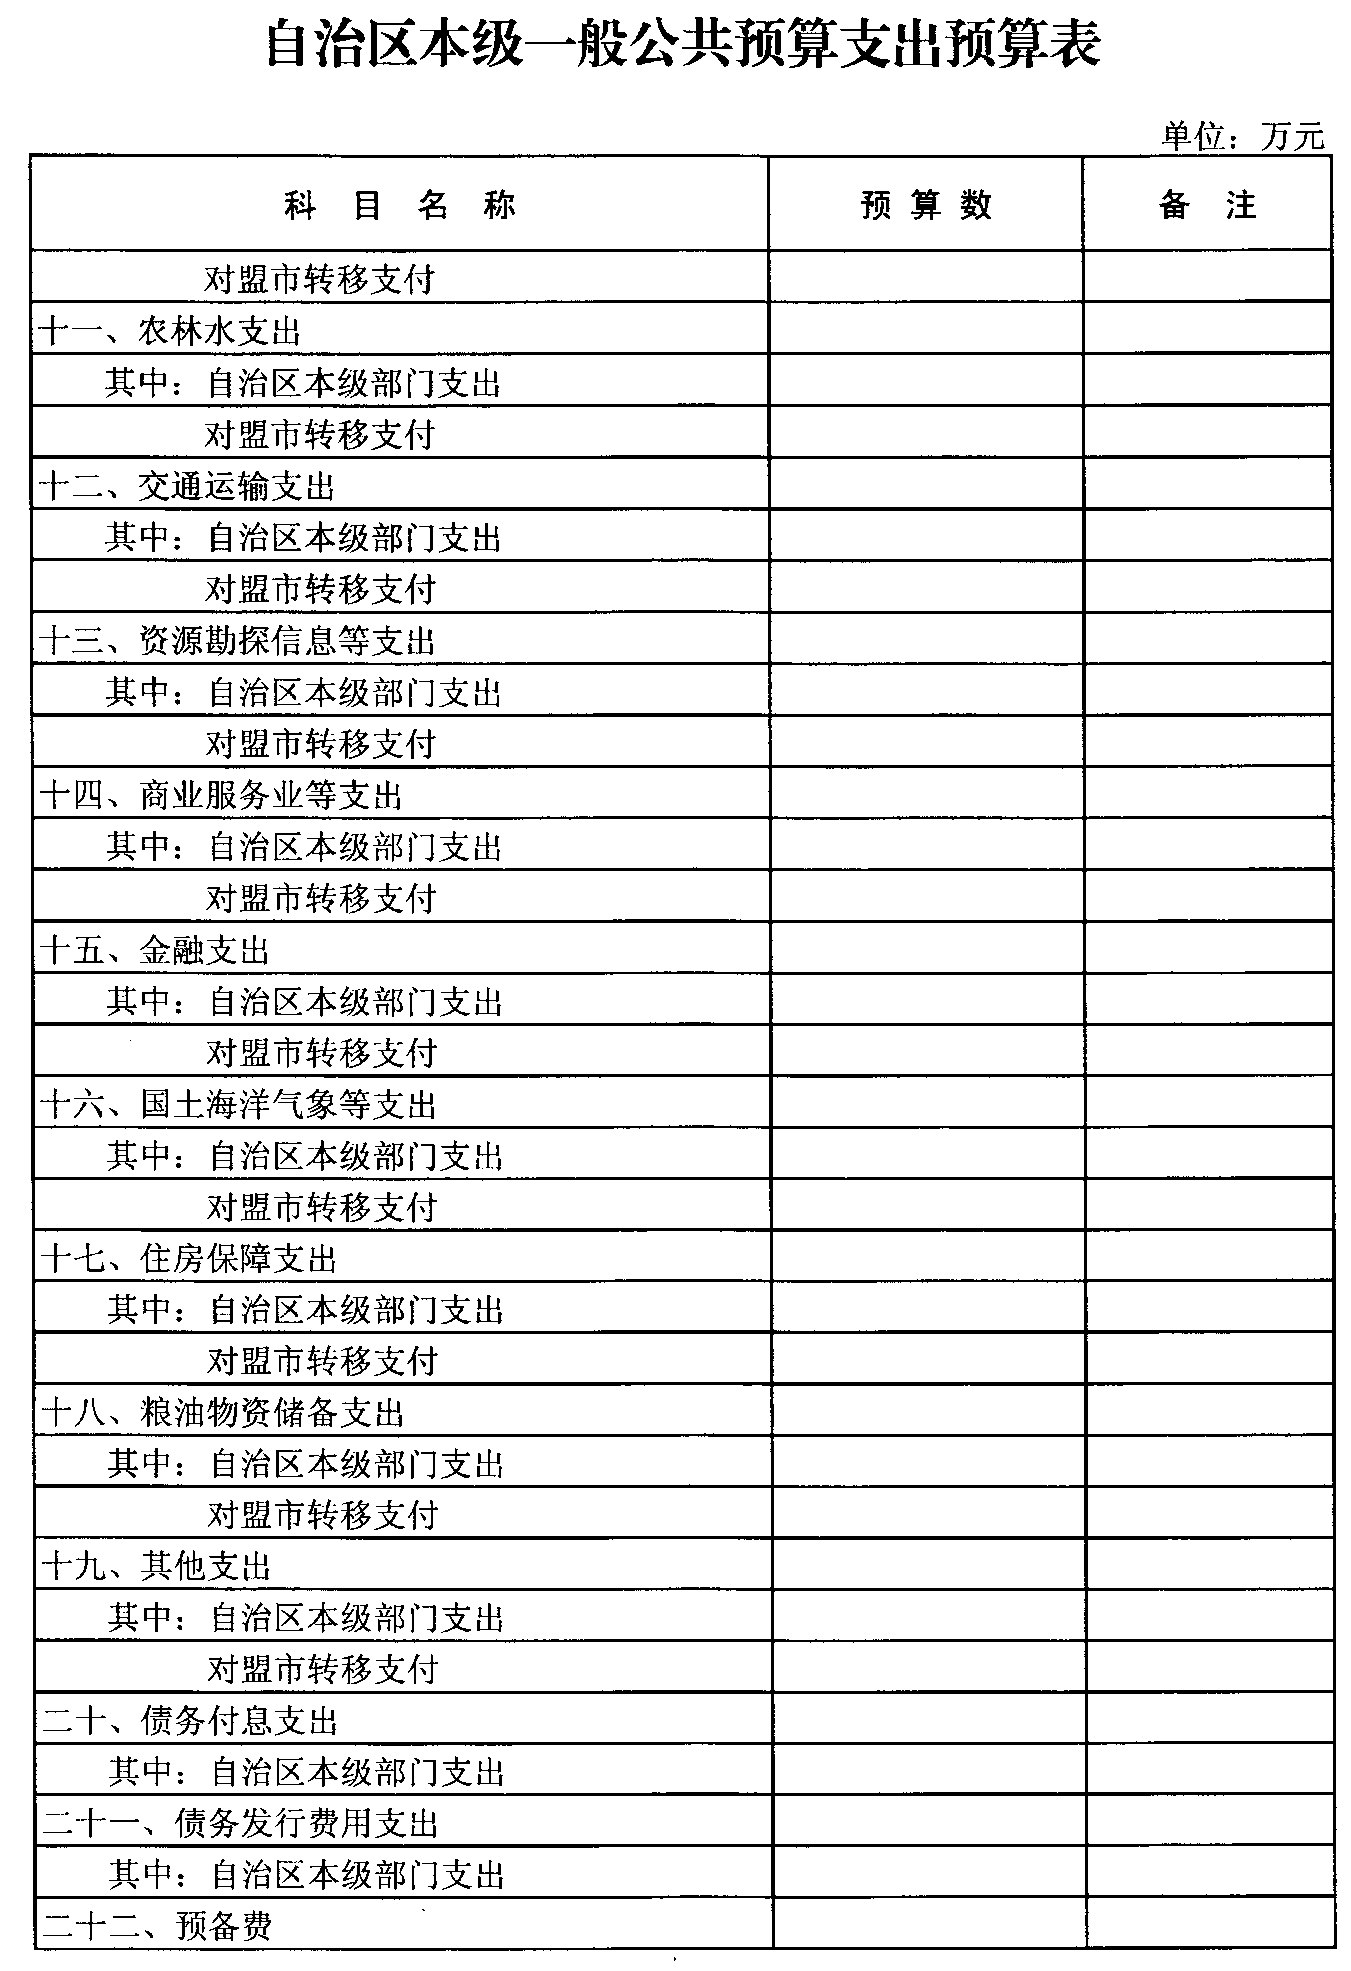 自治区本级一般公共预算支出预算表
单位：万元
科 目 名 称 预 算 数 备 注
对盟市转移支付
十一、农林水支出
其中：自治区本级部门支出
对盟市转移支付
十二、交通运输支出
其中：自治区本级部门支出
对盟市转移支付
十三、资源勘探信息等支出
其中：自治区本级部门支出
对盟市转移支付
十四、商业服务业等支出
其中：自治区本级部门支出
对盟市转移支付
十五、金融支出
其中：自治区本级部门支出
对盟市转移支付
十六、国土海洋气象等支出
其中：自治区本级部门支出
对盟市转移支付
十七、住房保障支出
其中：自治区本级部门支出
对盟市转移支付
十八、粮油物资储备支出
其中：自治区本级部门支出
对盟市转移支付
十九、其他支出
其中：自治区本级部门支出
对盟市转移支付
二十、债务付息支出
其中：自治区本级部门支出
二十一、债务发行费用支出
其中：自治区本级部门支出
二十二、预备费